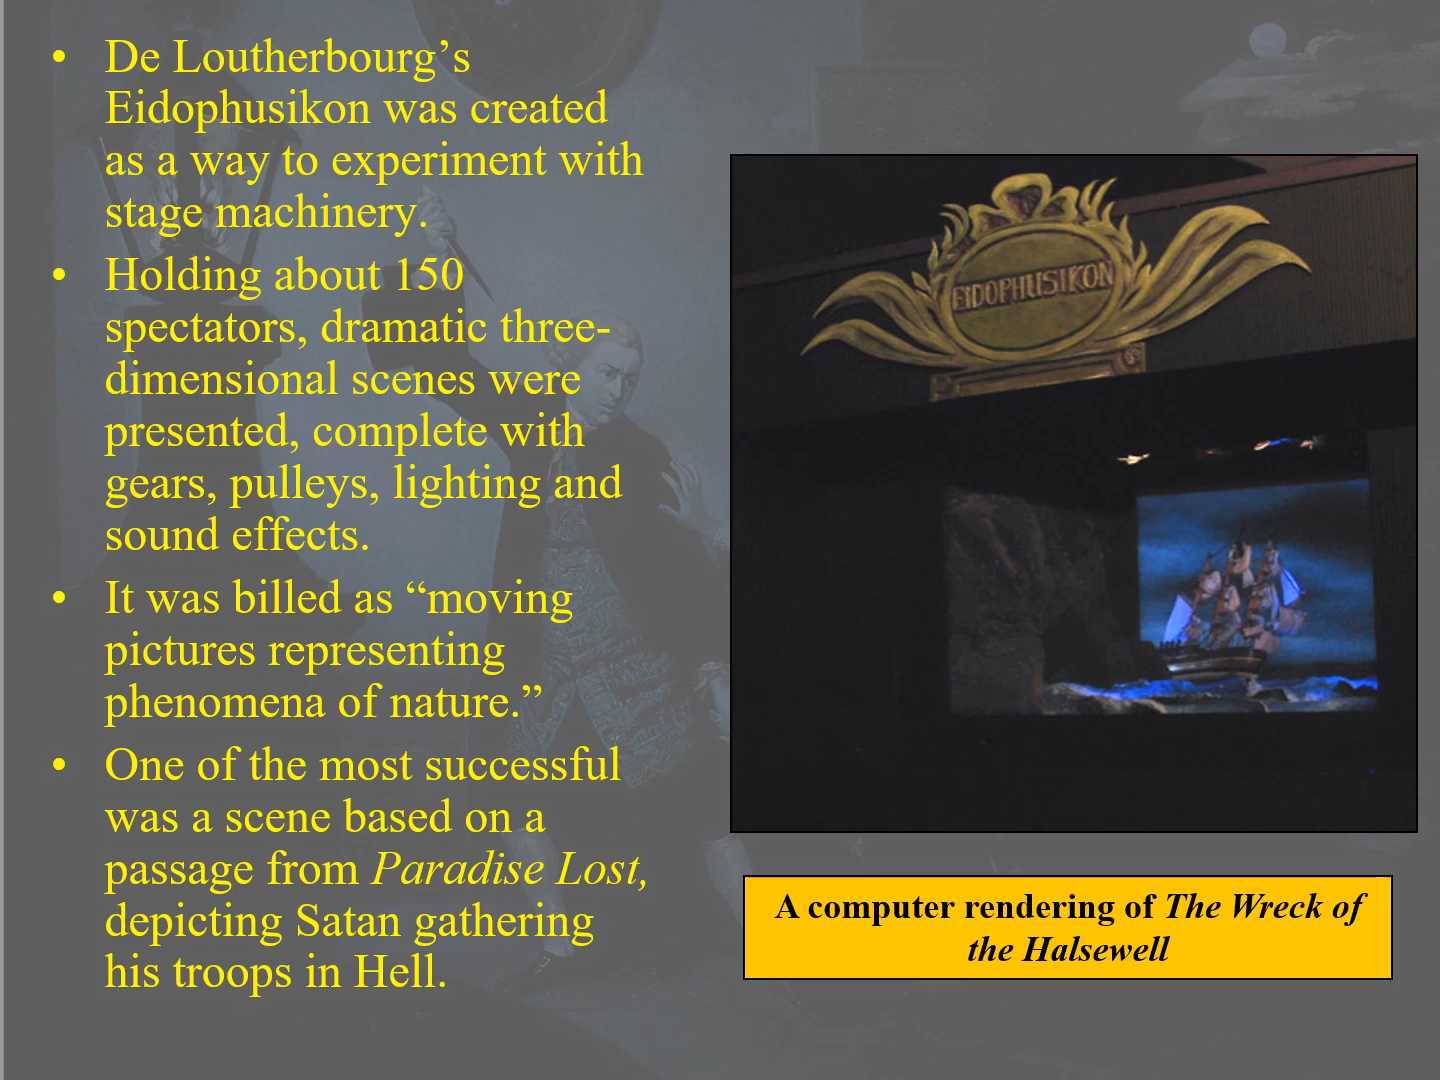 • De Loutherbourg’s
Eidophusikon was created
as a way to experiment with
stage machinery.
• Holding about 150
spectators, dramatic three-
dimensional scenes were
presented, complete with
gears, pulleys, lighting and
sound effects.
• It was billed as “moving
pictures representing
phenomena of nature.”
• One of the most successful
was a scene based on a
passage from Paradise Lost,
depicting Satan gathering
his troops in Hell.
EIDOPHUSIKON
A computer rendering of The Wreck of
the Halsewell